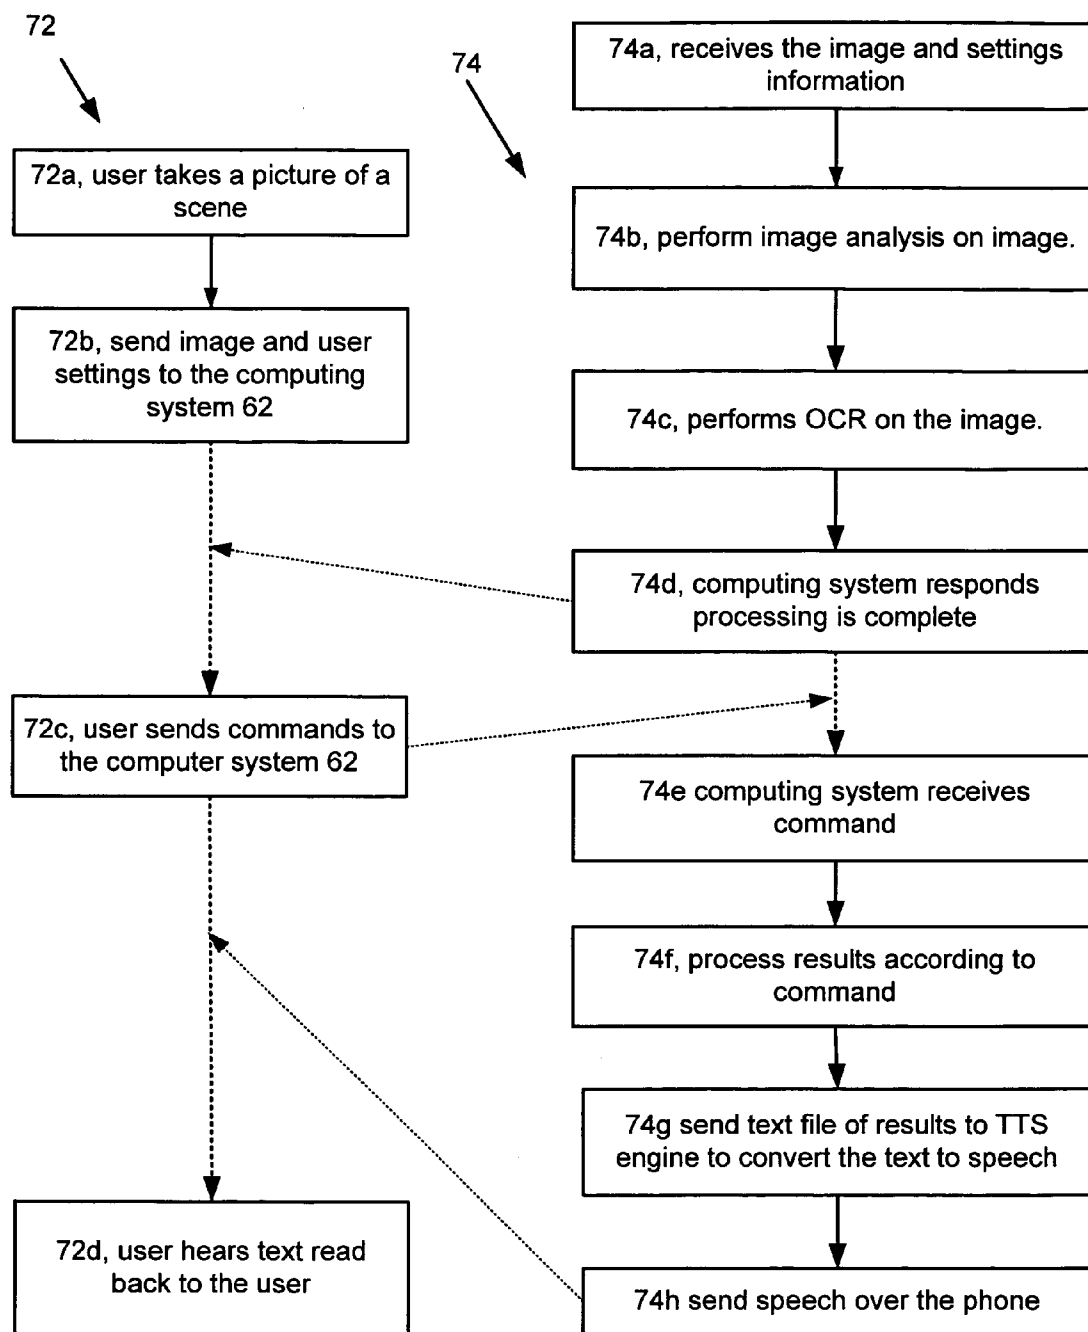 72
72a, user takes a picture of a
scene
72b, send image and user
settings to the computing
system 62
72c, user sends commands to
the computer system 62
72d, user hears text read
back to the user
74
74a, receives the image and settings
information
74b, perform image analysis on image.
74c, performs OCR on the image.
74d, computing system responds
processing is complete
74e computing system receives
command
74f, process results according to
command
74g send text file of results to TTS
engine to convert the text to speech
74h send speech over the phone